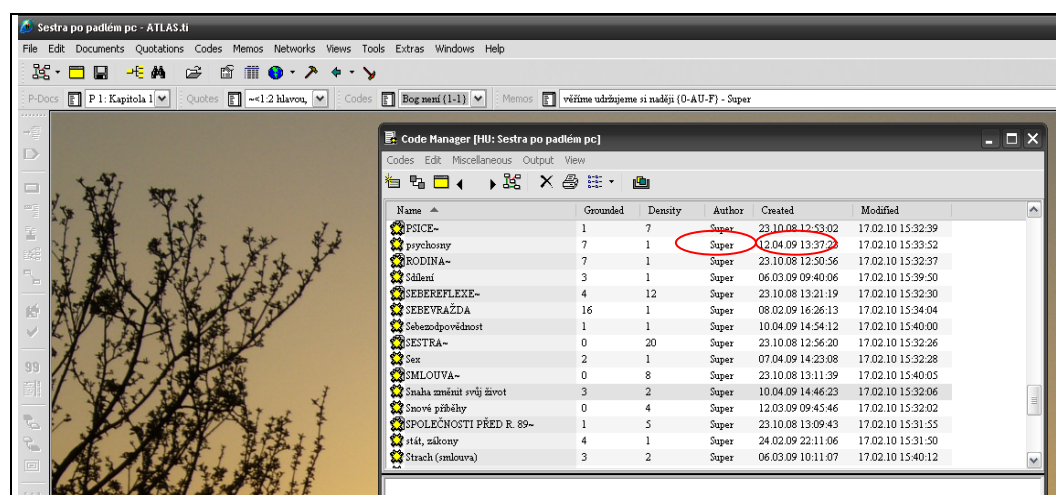 Sestra po padlém pc - ATLAS.ti
File Edit Documents Quotations Codes Memos Networks Views Tools Extras Windows Help
P-Docs P 1: Kapitola 1 Quotes ~<1:2 hlavou, Codes Bog není {1-1} Memos věříme udržujeme si naději {0-AU-F} - Super
Code Manager [HU: Sestra po padlém pc]
Codes Edit Miscellaneous Output View
Name Grounded Density Author Created Modified
PSICE~ 1 7 Super 23.10.08 12:53:02 17.02.10 15:32:39
psychosny 7 1 Super 12.04.09 13:37:23 17.02.10 15:33:52
RODINA~ 7 1 Super 23.10.08 12:50:56 17.02.10 15:32:37
Sdílení 3 1 Super 06.03.09 09:40:06 17.02.10 15:39:50
SEBEREFLEXE~ 4 12 Super 23.10.08 13:21:19 17.02.10 15:32:30
SEBEVRAŽDA 16 1 Super 08.02.09 16:26:13 17.02.10 15:34:04
Sebezodpovědnost 1 1 Super 10.04.09 14:54:12 17.02.10 15:40:00
SESTRA~ 0 20 Super 23.10.08 12:56:20 17.02.10 15:32:26
Sex 2 1 Super 07.04.09 14:23:08 17.02.10 15:32:28
SMLOUVA~ 0 8 Super 23.10.08 13:11:39 17.02.10 15:40:05
Snaha změnit svůj život 3 2 Super 10.04.09 14:46:23 17.02.10 15:32:06
Snové příběhy 0 4 Super 12.03.09 09:45:46 17.02.10 15:32:02
SPOLEČNOSTI PŘED R. 89~ 1 5 Super 23.10.08 13:09:43 17.02.10 15:31:55
stát, zákony 4 1 Super 24.02.09 22:11:06 17.02.10 15:31:50
Strach (smlouva) 3 2 Super 06.03.09 10:11:07 17.02.10 15:40:12
99